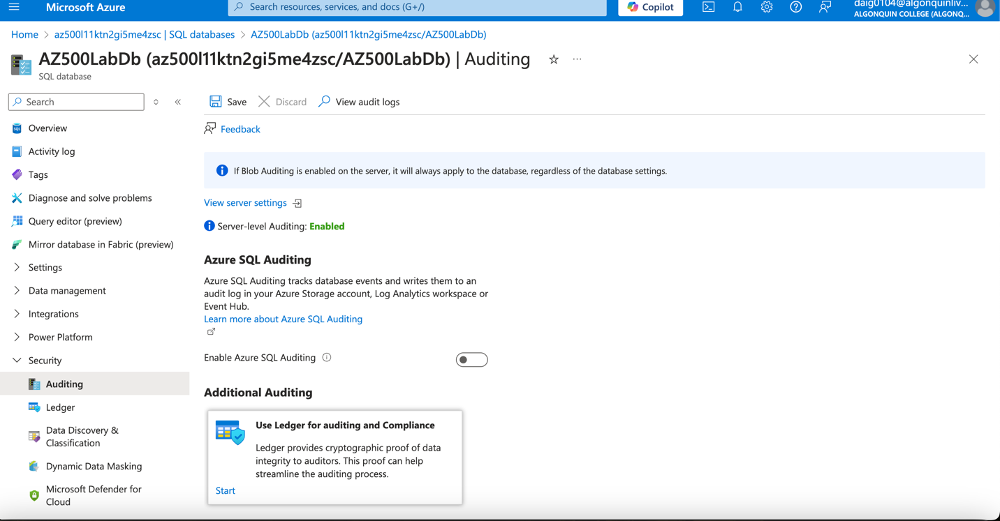 Microsoft Azure
Search resources, services, and docs (G+/)
Copilot
daig0104@algonquinliv...
ALGONQUIN COLLEGE (ALGONQ...
Home > az500l11ktn2gi5me4zsc | SQL databases > AZ500LabDb (az500l11ktn2gi5me4zsc/AZ500LabDb)
AZ500LabDb (az500l11ktn2gi5me4zsc/AZ500LabDb) | Auditing
SQL database
Search
Overview
Activity log
Tags
Diagnose and solve problems
Query editor (preview)
Mirror database in Fabric (preview)
Settings
Data management
Integrations
Power Platform
Security
Auditing
Ledger
Data Discovery &
Classification
Dynamic Data Masking
Microsoft Defender for
Cloud
Save Discard View audit logs
Feedback
If Blob Auditing is enabled on the server, it will always apply to the database, regardless of the database settings.
View server settings
Server-level Auditing: Enabled
Azure SQL Auditing
Azure SQL Auditing tracks database events and writes them to an
audit log in your Azure Storage account, Log Analytics workspace or
Event Hub.
Learn more about Azure SQL Auditing
Enable Azure SQL Auditing
Additional Auditing
Use Ledger for auditing and Compliance
Ledger provides cryptographic proof of data
integrity to auditors. This proof can help
streamline the auditing process.
Start